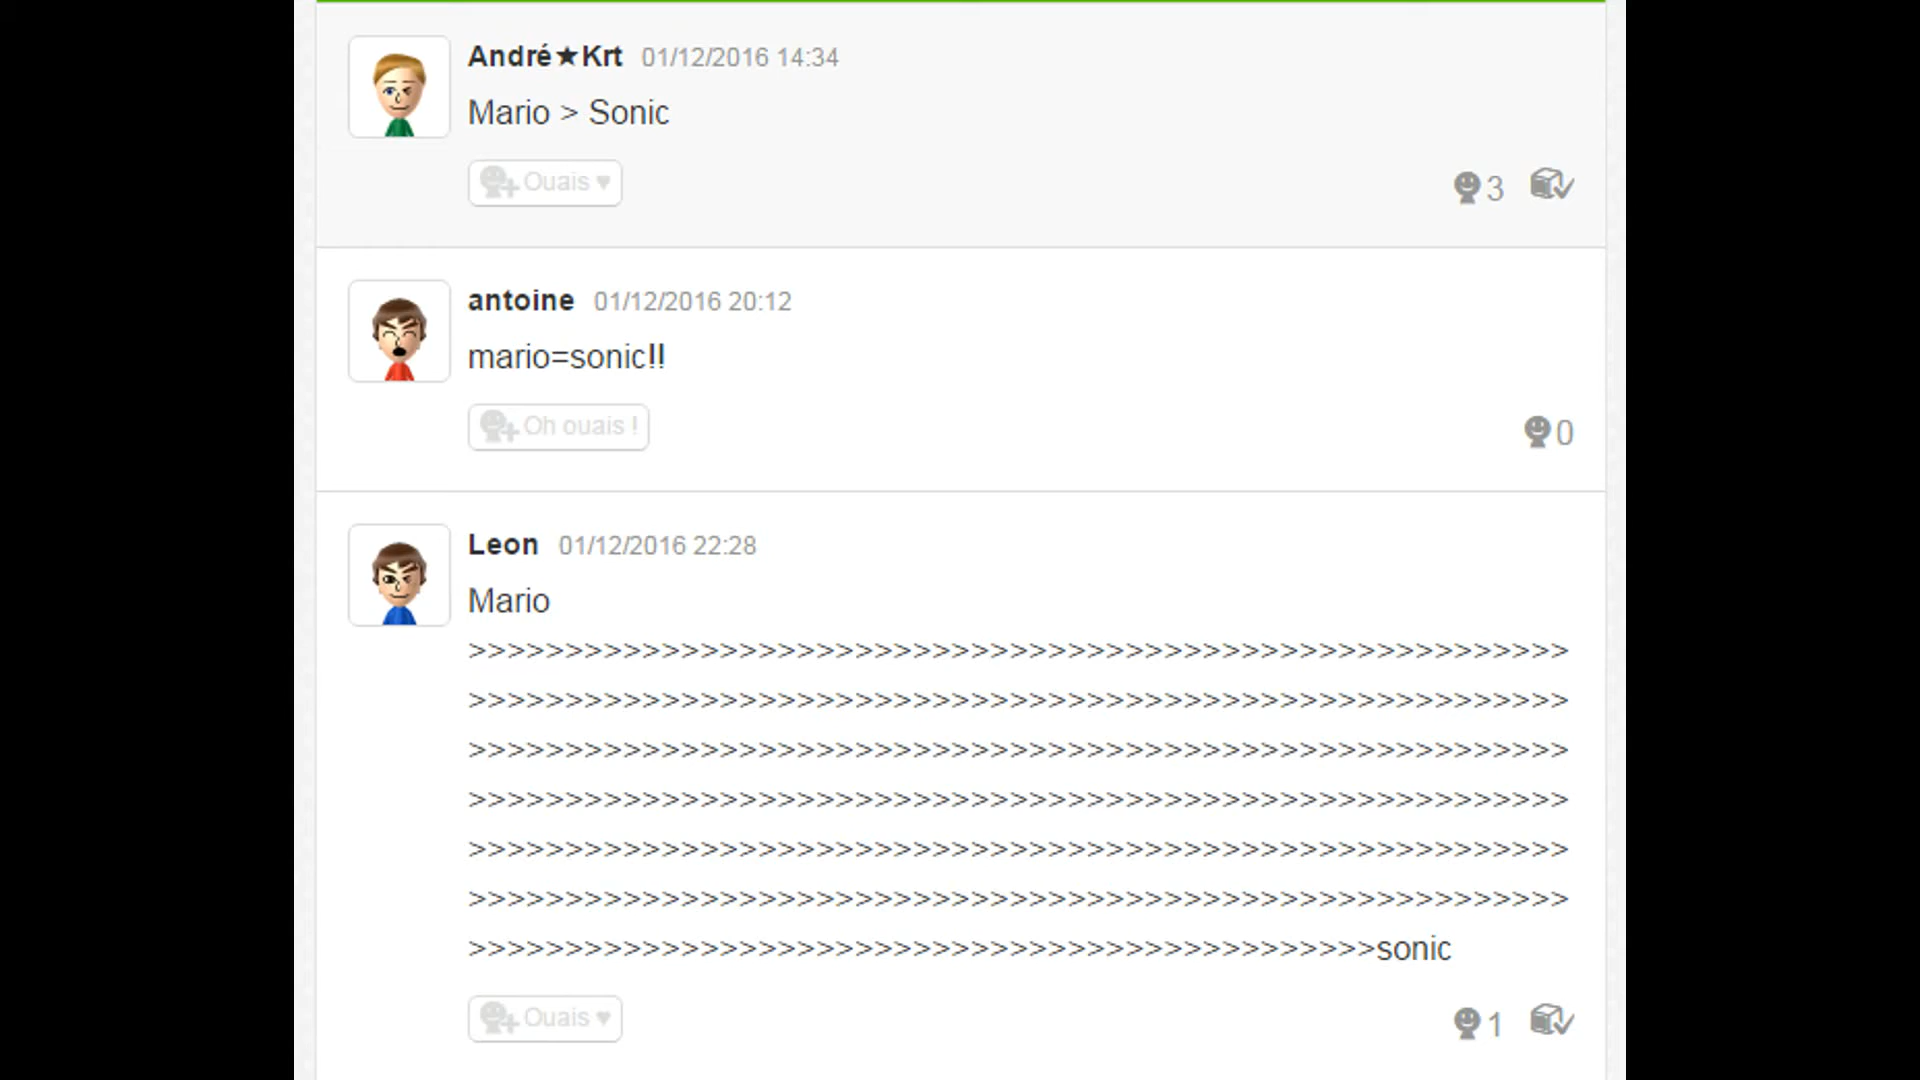 André★Krt 01/12/2016 14:34
Mario > Sonic
Ouais ♥
3
antoine 01/12/2016 20:12
mario=sonic!!
Oh ouais !
0
Leon 01/12/2016 22:28
Mario
>>>>>>>>>>>>>>>>>>>>>>>>>>>>>>>>>>>>>>>>>>>>>>>>>>>>>>>>>
>>>>>>>>>>>>>>>>>>>>>>>>>>>>>>>>>>>>>>>>>>>>>>>>>>>>>>>>>
>>>>>>>>>>>>>>>>>>>>>>>>>>>>>>>>>>>>>>>>>>>>>>>>>>>>>>>>>
>>>>>>>>>>>>>>>>>>>>>>>>>>>>>>>>>>>>>>>>>>>>>>>>>>>>>>>>>
>>>>>>>>>>>>>>>>>>>>>>>>>>>>>>>>>>>>>>>>>>>>>>>>>>>>>>>>>
>>>>>>>>>>>>>>>>>>>>>>>>>>>>>>>>>>>>>>>>>>>>>>>>>>>>>>>>>
>>>>>>>>>>>>>>>>>>>>>>>>>>>>>>>>>>>>>>>>>>>>>>>sonic
Ouais ♥
1